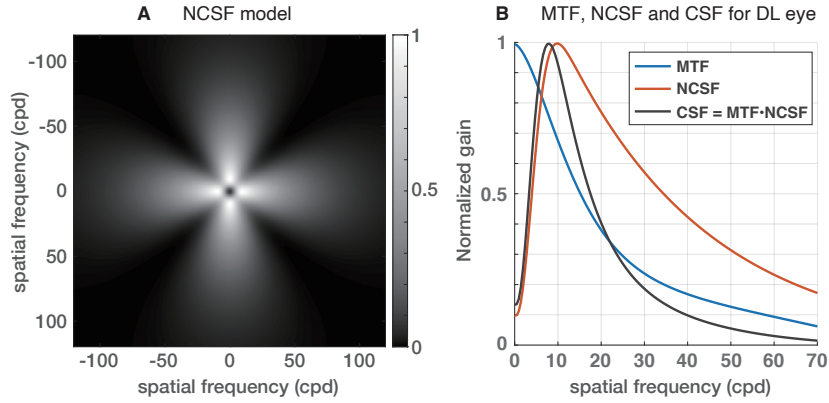 A NCSF model
spatial frequency (cpd)
-100
-50
0
50
100
-100 -50 0 50 100
spatial frequency (cpd)
1
0.5
0
B MTF, NCSF and CSF for DL eye
Normalized gain
1
0.5
0
MTF
NCSF
CSF = MTF·NCSF
0 10 20 30 40 50 60 70
spatial frequency (cpd)